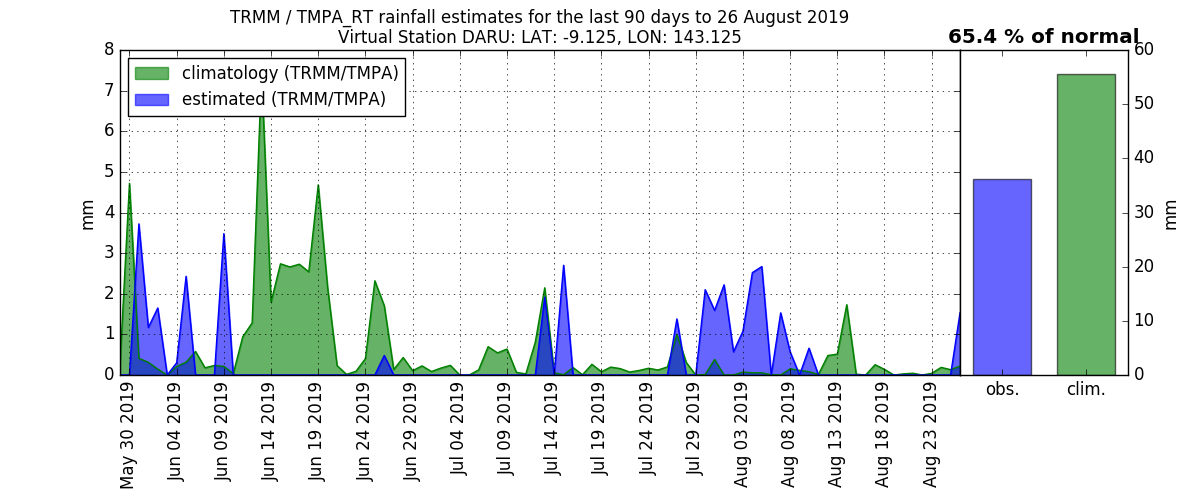 TRMM / TMPA_RT rainfall estimates for the last 90 days to 26 August 2019
Virtual Station DARU: LAT: -9.125, LON: 143.125
65.4 % of normal
climatology (TRMM/TMPA)
estimated (TRMM/TMPA)
8
7
6
5
4
3
2
1
0
mm
May 30 2019
Jun 04 2019
Jun 09 2019
Jun 14 2019
Jun 19 2019
Jun 24 2019
Jun 29 2019
Jul 04 2019
Jul 09 2019
Jul 14 2019
Jul 19 2019
Jul 24 2019
Jul 29 2019
Aug 03 2019
Aug 08 2019
Aug 13 2019
Aug 18 2019
Aug 23 2019
60
50
40
30
20
10
0
mm
obs.
clim.